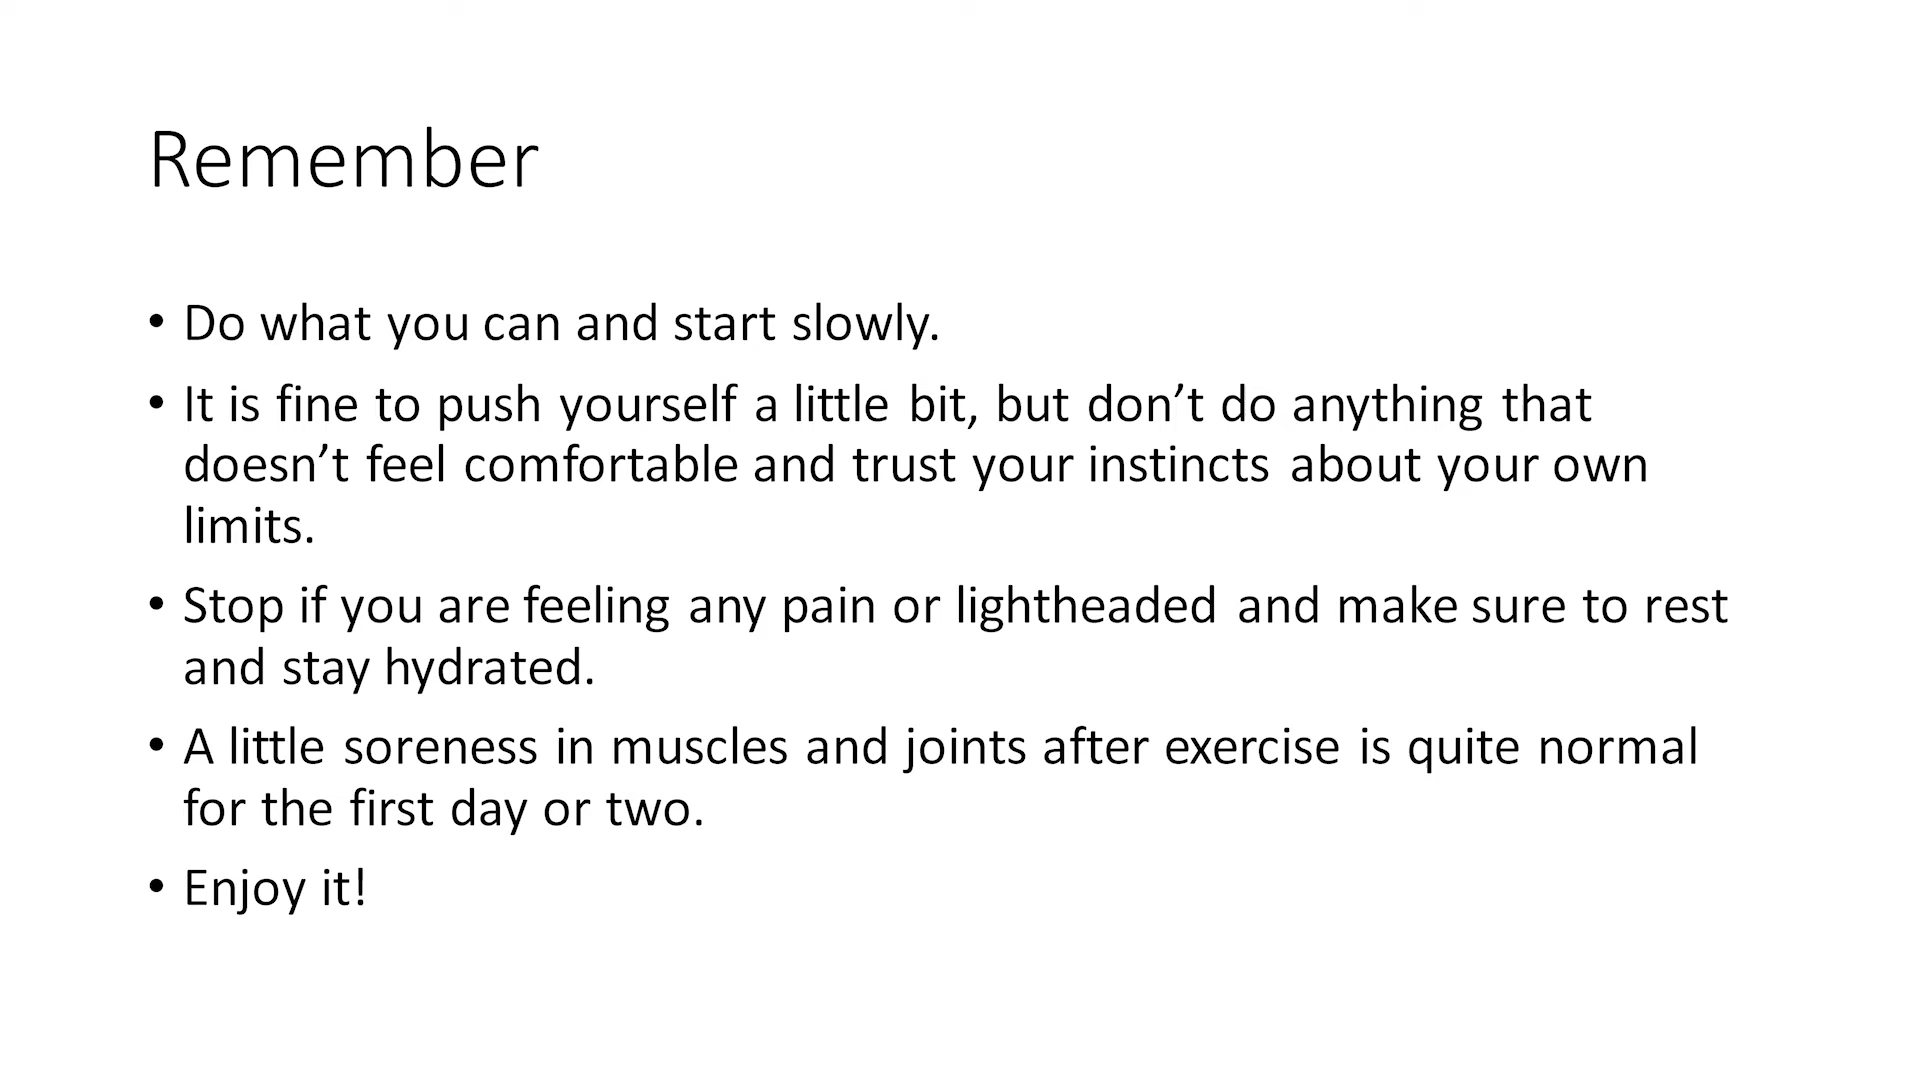 Remember
• Do what you can and start slowly.
• It is fine to push yourself a little bit, but don’t do anything that
doesn’t feel comfortable and trust your instincts about your own
limits.
• Stop if you are feeling any pain or lightheaded and make sure to rest
and stay hydrated.
• A little soreness in muscles and joints after exercise is quite normal
for the first day or two.
• Enjoy it!